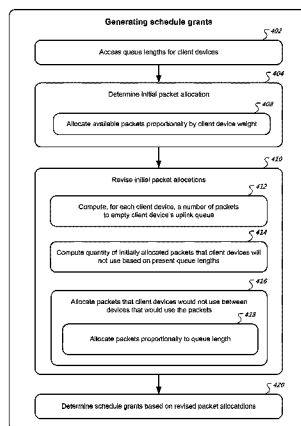 Generating schedule grants
402
Access queue lengths for client devices
404
Determine initial packet allocation
408
Allocate available packets proportionally by client device weight
410
Revise initial packet allocations
412
Compute, for each client device, a number of packets
to empty client device's uplink queue
414
Compute quantity of initially allocated packets that client devices will
not use based on present queue lengths
416
Allocate packets that client devices would not use between
devices that would use the packets
418
Allocate packets proportionally to queue length
420
Determine schedule grants based on revised packet allocatdions